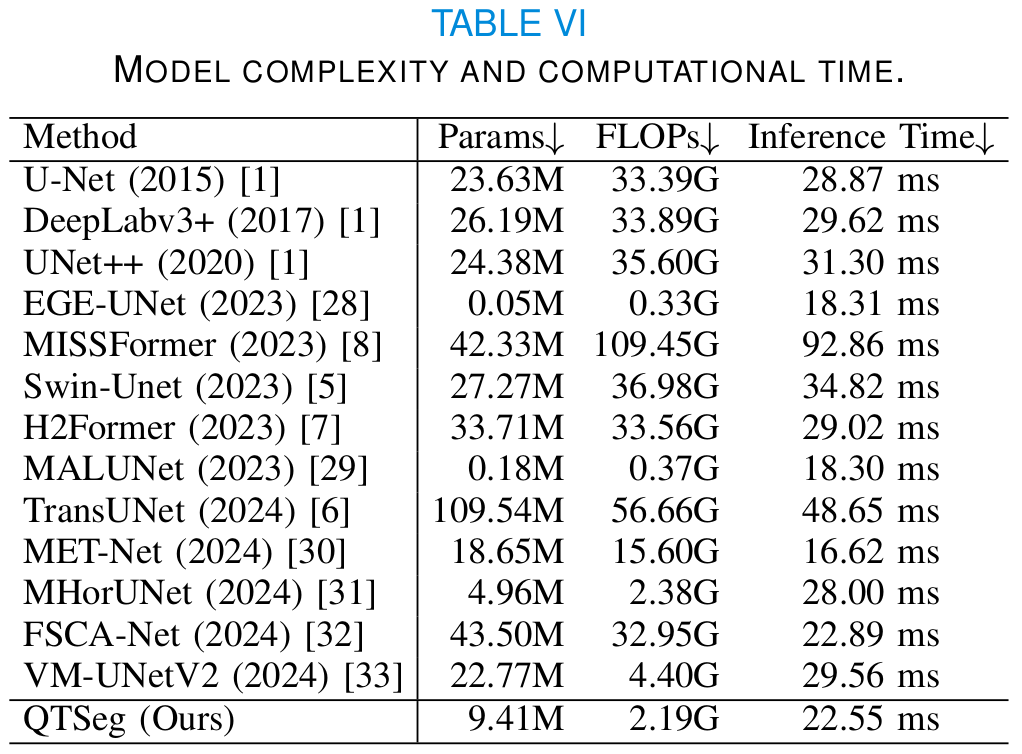 TABLE VI
MODEL COMPLEXITY AND COMPUTATIONAL TIME.
Method Params↓ FLOPs↓ Inference Time↓
U-Net (2015) [1] 23.63M 33.39G 28.87 ms
DeepLabv3+ (2017) [1] 26.19M 33.89G 29.62 ms
UNet++ (2020) [1] 24.38M 35.60G 31.30 ms
EGE-UNet (2023) [28] 0.05M 0.33G 18.31 ms
MISSFormer (2023) [8] 42.33M 109.45G 92.86 ms
Swin-Unet (2023) [5] 27.27M 36.98G 34.82 ms
H2Former (2023) [7] 33.71M 33.56G 29.02 ms
MALUNet (2023) [29] 0.18M 0.37G 18.30 ms
TransUNet (2024) [6] 109.54M 56.66G 48.65 ms
MET-Net (2024) [30] 18.65M 15.60G 16.62 ms
MHorUNet (2024) [31] 4.96M 2.38G 28.00 ms
FSCA-Net (2024) [32] 43.50M 32.95G 22.89 ms
VM-UNetV2 (2024) [33] 22.77M 4.40G 29.56 ms
QTSeg (Ours) 9.41M 2.19G 22.55 ms